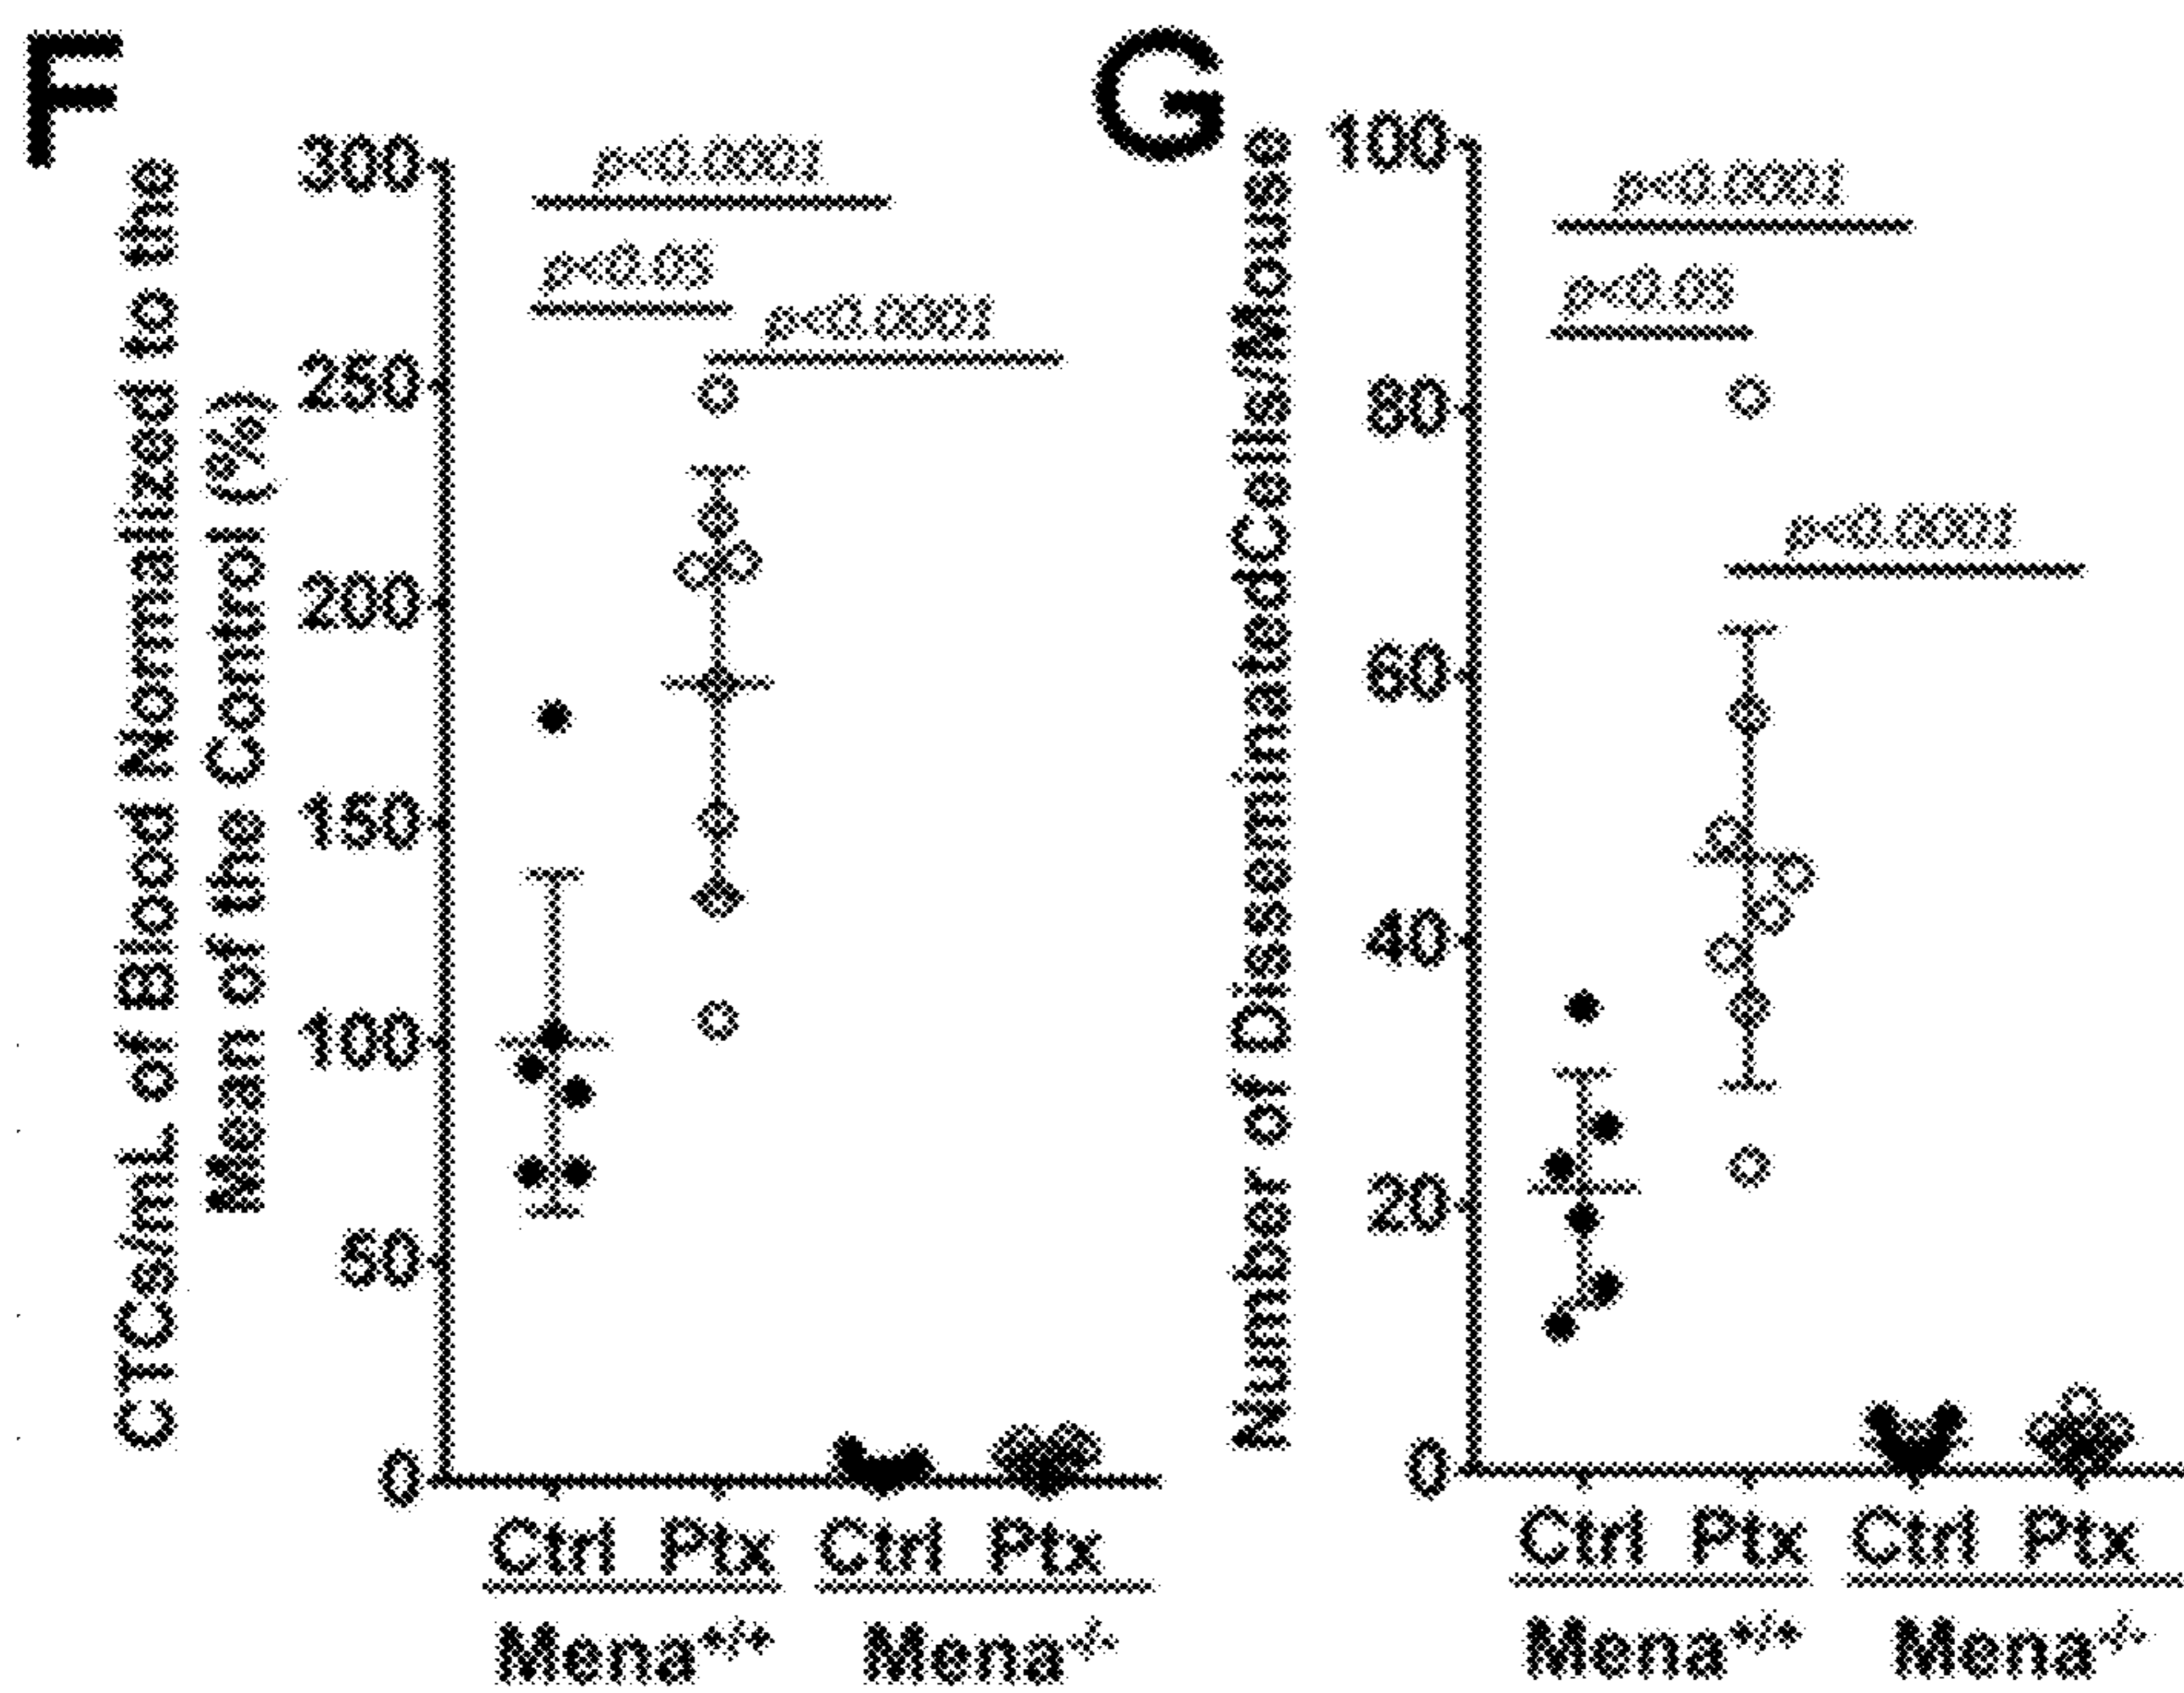 F
CTCs/mL of Blood Normalized to the
Mean of the Control (%)
300
250
200
150
100
50
0
p<0.0001
p<0.05
p<0.0001
Ctrl Ptx Ctrl Ptx
Mena+/+ Mena-/-
G
Number of DisseminatedCells/Mouse
100
80
60
40
20
0
p<0.0001
p<0.05
p<0.0001
Ctrl Ptx Ctrl Ptx
Mena+/+ Mena-/-